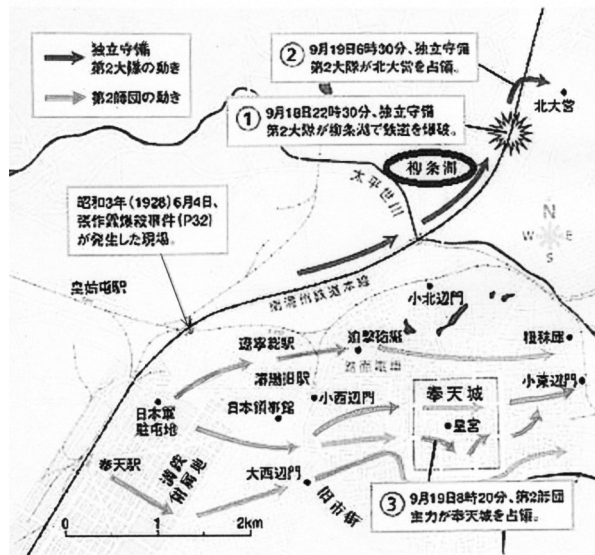 独立守備
第2大隊の動き
第2師団の動き
② 9月19日6時30分、独立守備
第2大隊が北大営を占領。
北大営
① 9月18日22時30分、独立守備
第2大隊が柳条湖で鉄道を爆破。
柳条湖
太平世川
昭和3年(1928)6月4日、
張作霖爆殺事件(P32)
が発生した現場。
N
W
E
S
皇姑屯駅
南満州鉄道本線
小北辺門
遼寧総駅
糧秣廠
瀋陽旧駅
小西辺門
奉天城
小東辺門
日本軍
駐屯地
日本領事館
皇宮
奉天駅
満鉄
付属地
大西辺門
旧市街
③ 9月19日8時20分、第2師団
主力が奉天城を占領。
0
1
2km